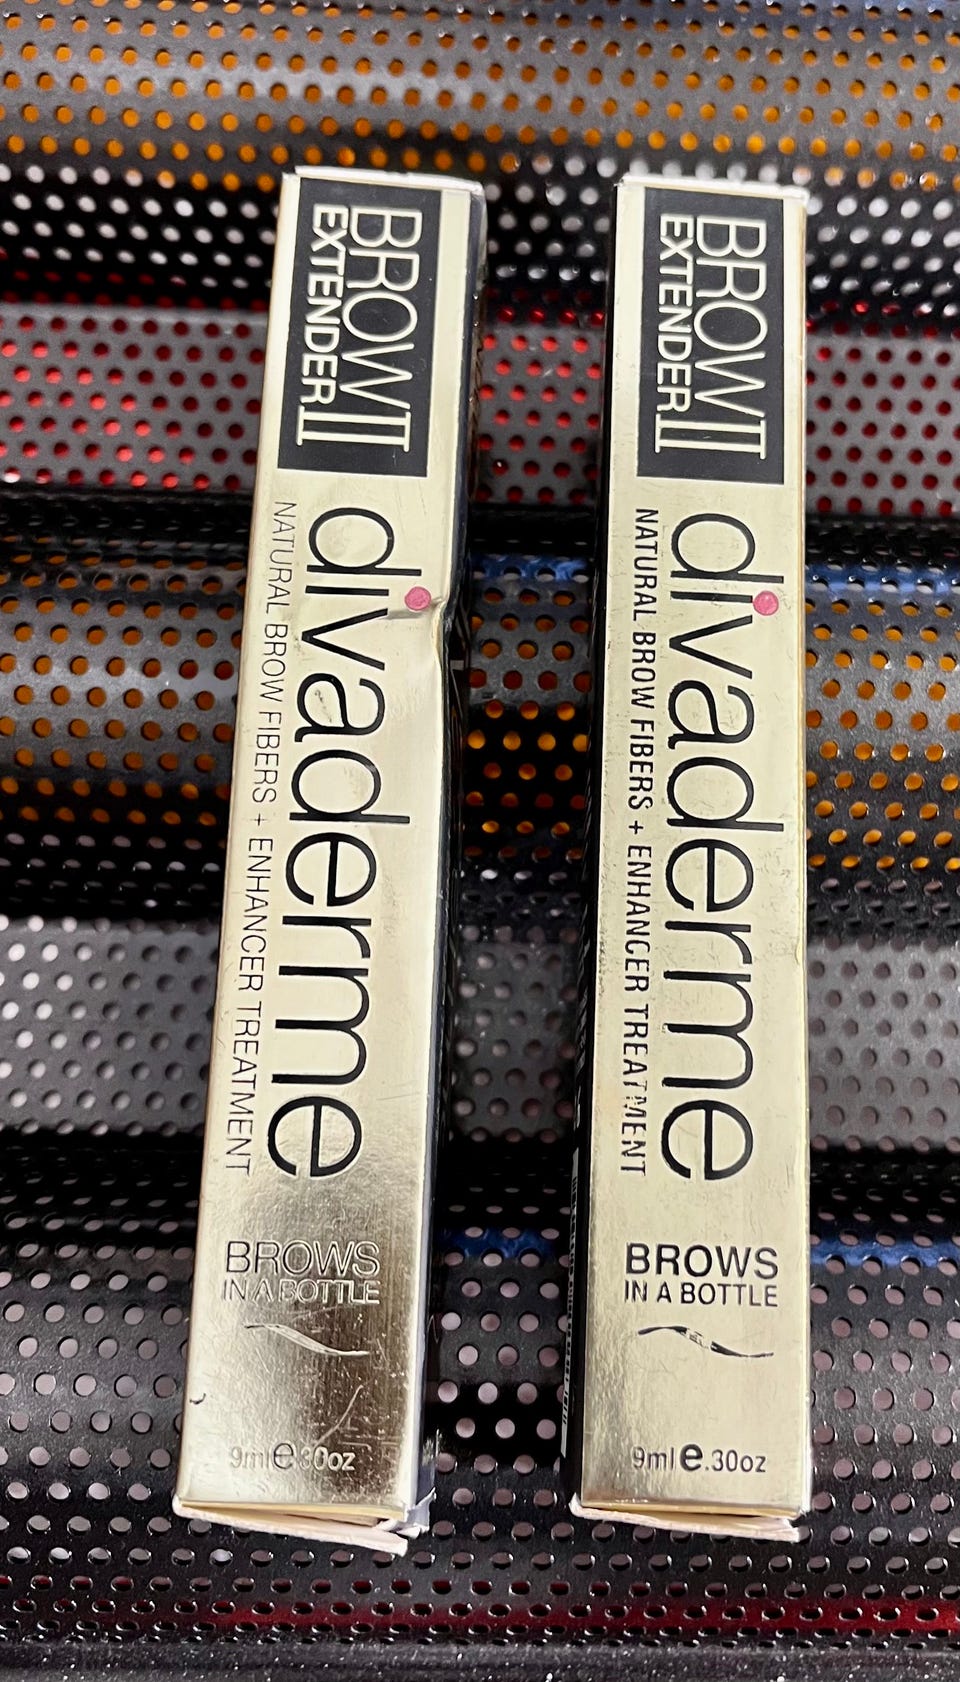 BROW II
EXTENDER
divaderme
NATURAL BROW FIBERS + ENHANCER TREATMENT
BROWS
IN A BOTTLE
9ml e .30oz
BROW II
EXTENDER
divaderme
NATURAL BROW FIBERS + ENHANCER TREATMENT
BROWS
IN A BOTTLE
9ml e .30oz